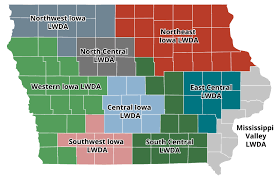 Northwest Iowa
LWDA
Northeast
Iowa LWDA
North Central
LWDA
Western Iowa LWDA
East Central
LWDA
Central Iowa
LWDA
Mississippi
Valley
LWDA
Southwest Iowa
LWDA
South Central
LWDA